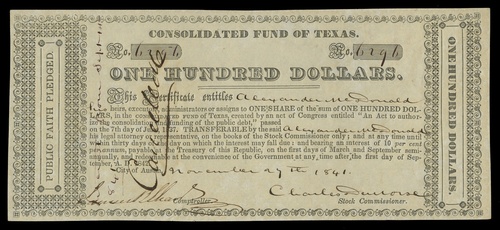 CONSOLIDATED FUND OF TEXAS.
No. 6296 No. 6296
ONE HUNDRED DOLLARS.
This Certificate entitles Alexander McDonald
heirs, executors, administrators or assigns to ONE SHARE of the sum of ONE HUNDRED DOL-
LARS, in the CONSOLIDATED FUND OF TEXAS, created by an act of Congress entitled "An Act to author-
izing consolidating and funding of the public debt," passed
on the 7th day of June, 1837. TRANSFERABLE by the said Alexander McDonald
his legal attorney or representative, on the books of the Stock Commissioner only; and at any time until
within thirty days of the day on which the interest may fall due: and bearing an interest of 10 per cent
per annum, payable at the Treasury of this Republic, on the first days of March and September semi-
annually, and redeemable at the convenience of the Government, at any time after the first day of Sep-
tember,
City of Austin November 27th 1841.
Comptroller. Stock Commissioner.
PUBLIC FAITH PLEDGED.
ONE HUNDRED DOLLARS.